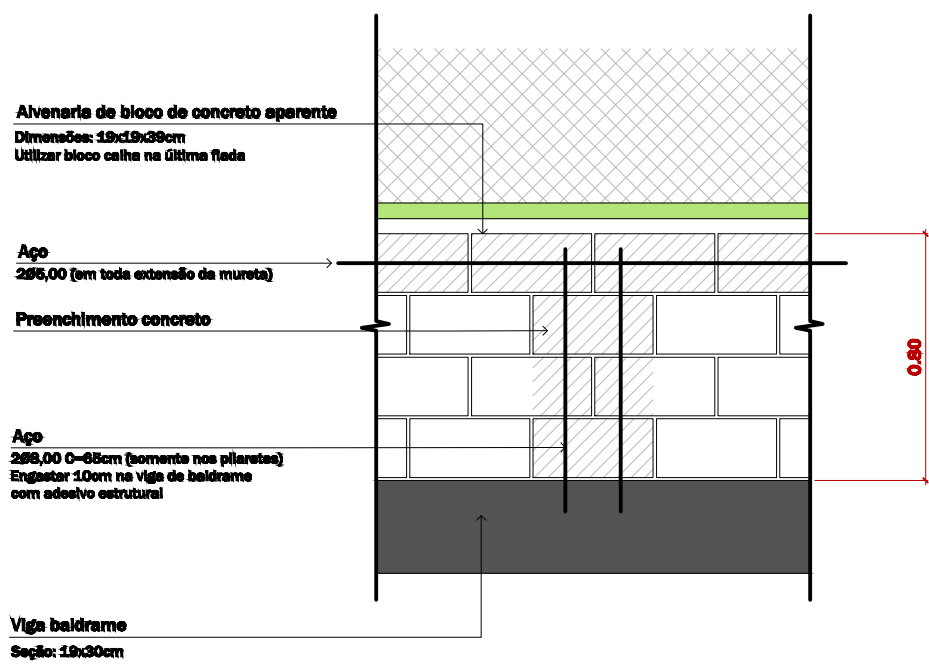 Alvenaria de bloco de concreto aparente
Dimensões: 19x19x39cm
Utilizar bloco calha na última fiada
Aço
2Ø5,00 (em toda extensão da mureta)
Preenchimento concreto
0.80
Aço
2Ø8,00 C=65cm (somente nos pilaretes)
Engastar 10cm na viga de baldrame
com adesivo estrutural
Viga baldrame
Seção: 19x30cm